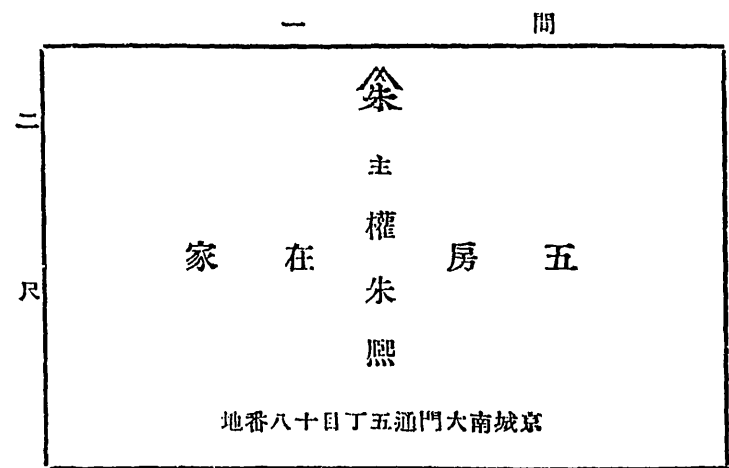 一間
二尺
朱
主權朱熙
五房在家
京城南大門通五丁目十八番地